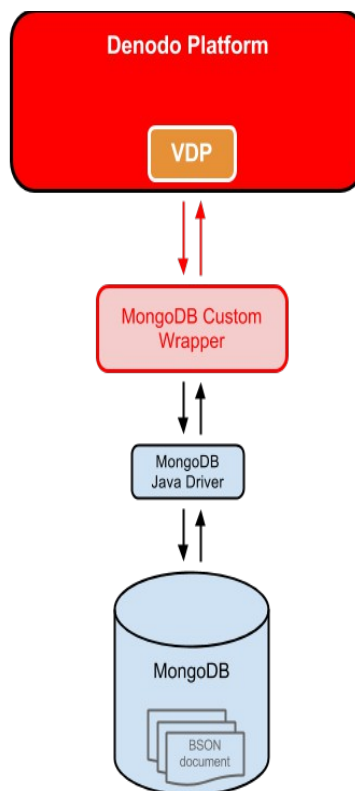 Denodo Platform
VDP
MongoDB Custom
Wrapper
MongoDB
Java Driver
MongoDB
BSON
document